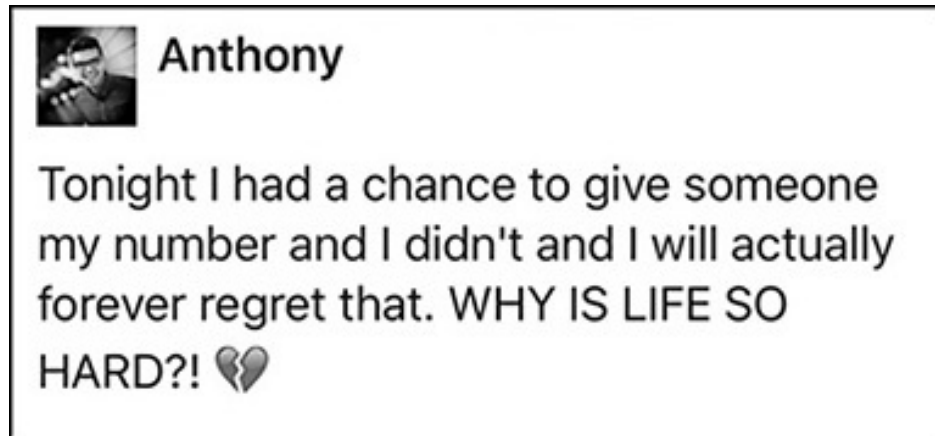 Anthony
Tonight I had a chance to give someone
my number and I didn't and I will actually
forever regret that. WHY IS LIFE SO
HARD?! 💔